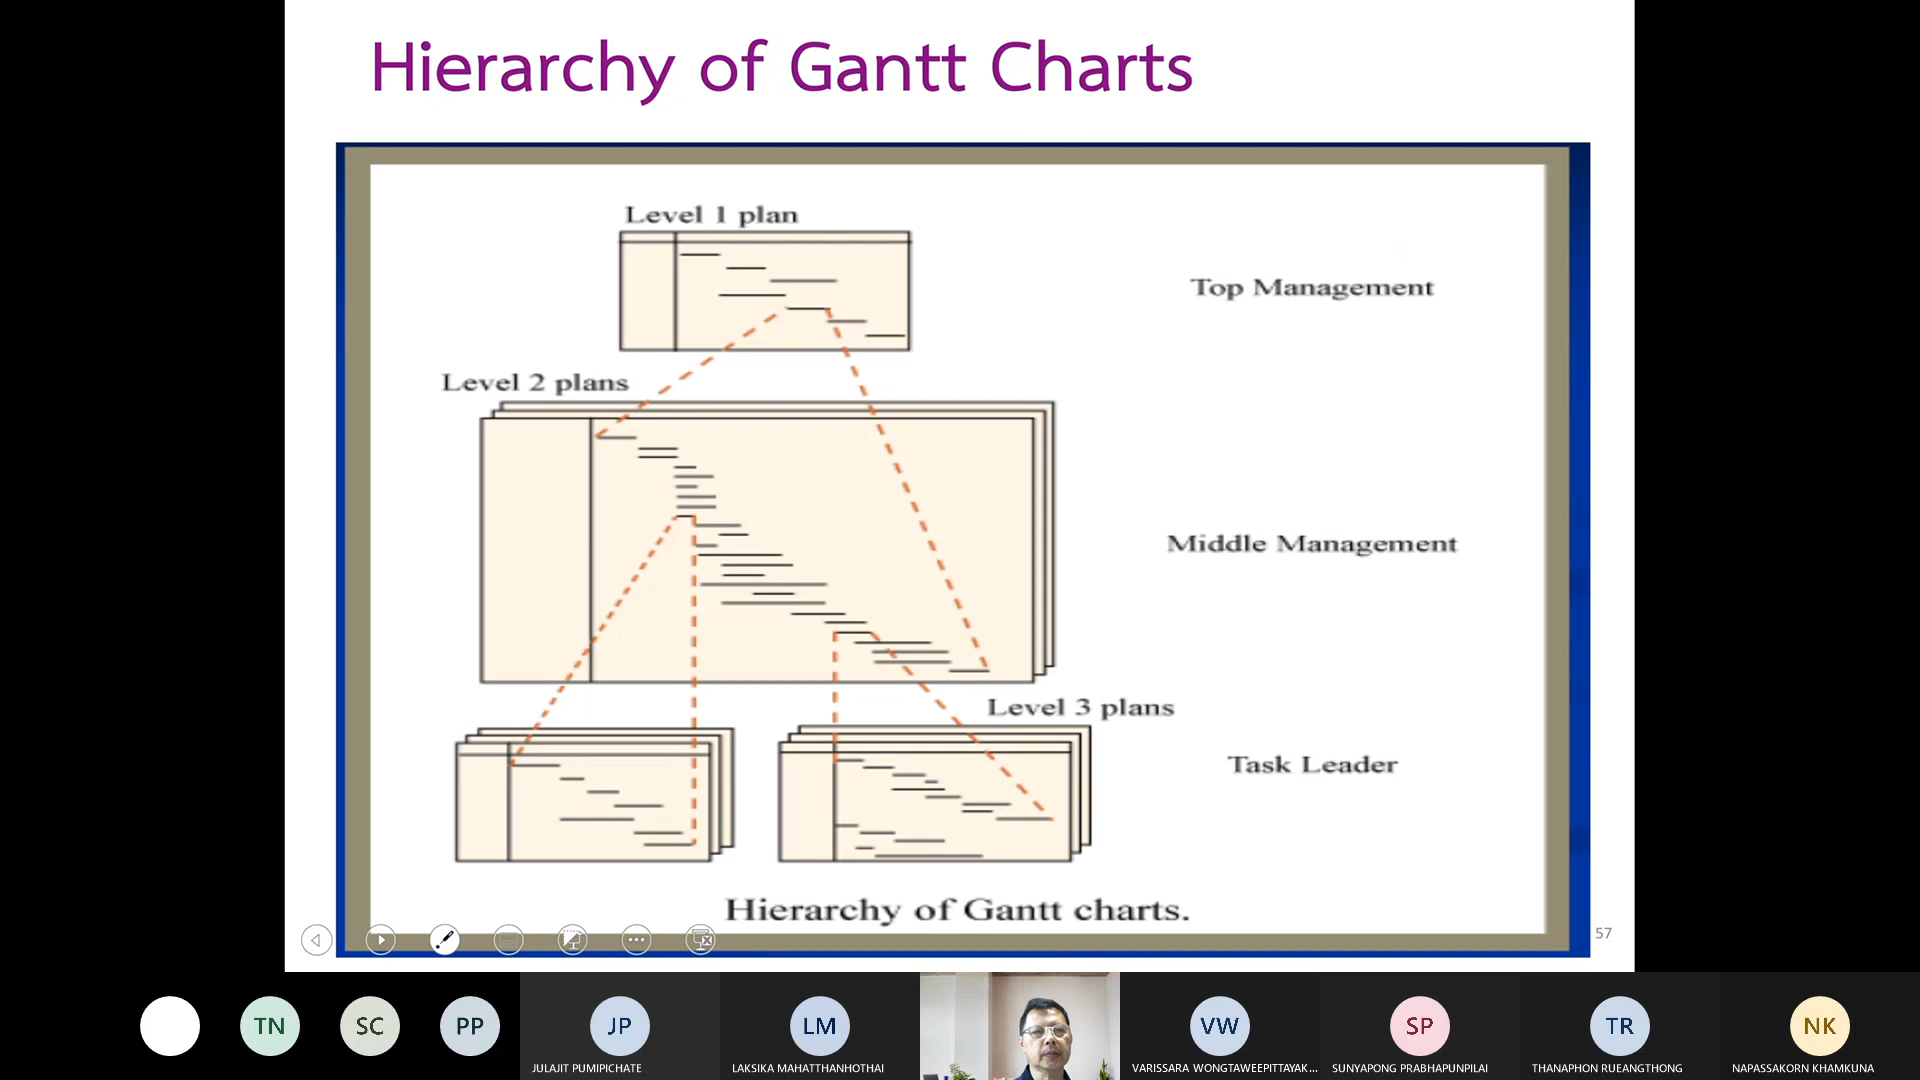 Hierarchy of Gantt Charts
Level 1 plan
Top Management
Level 2 plans
Middle Management
Level 3 plans
Task Leader
Hierarchy of Gantt charts.
57
TN
SC
PP
JP
LM
VW
SP
TR
NK
JULAJIT PUMIPICHATE
LAKSIKA MAHATTHANHOTHAI
VARISSARA WONGTAWEEPITTAYAK...
SUNYAPONG PRABHAPUNPILAI
THANAPHON RUEANGTHONG
NAPASSAKORN KHAMKUNA